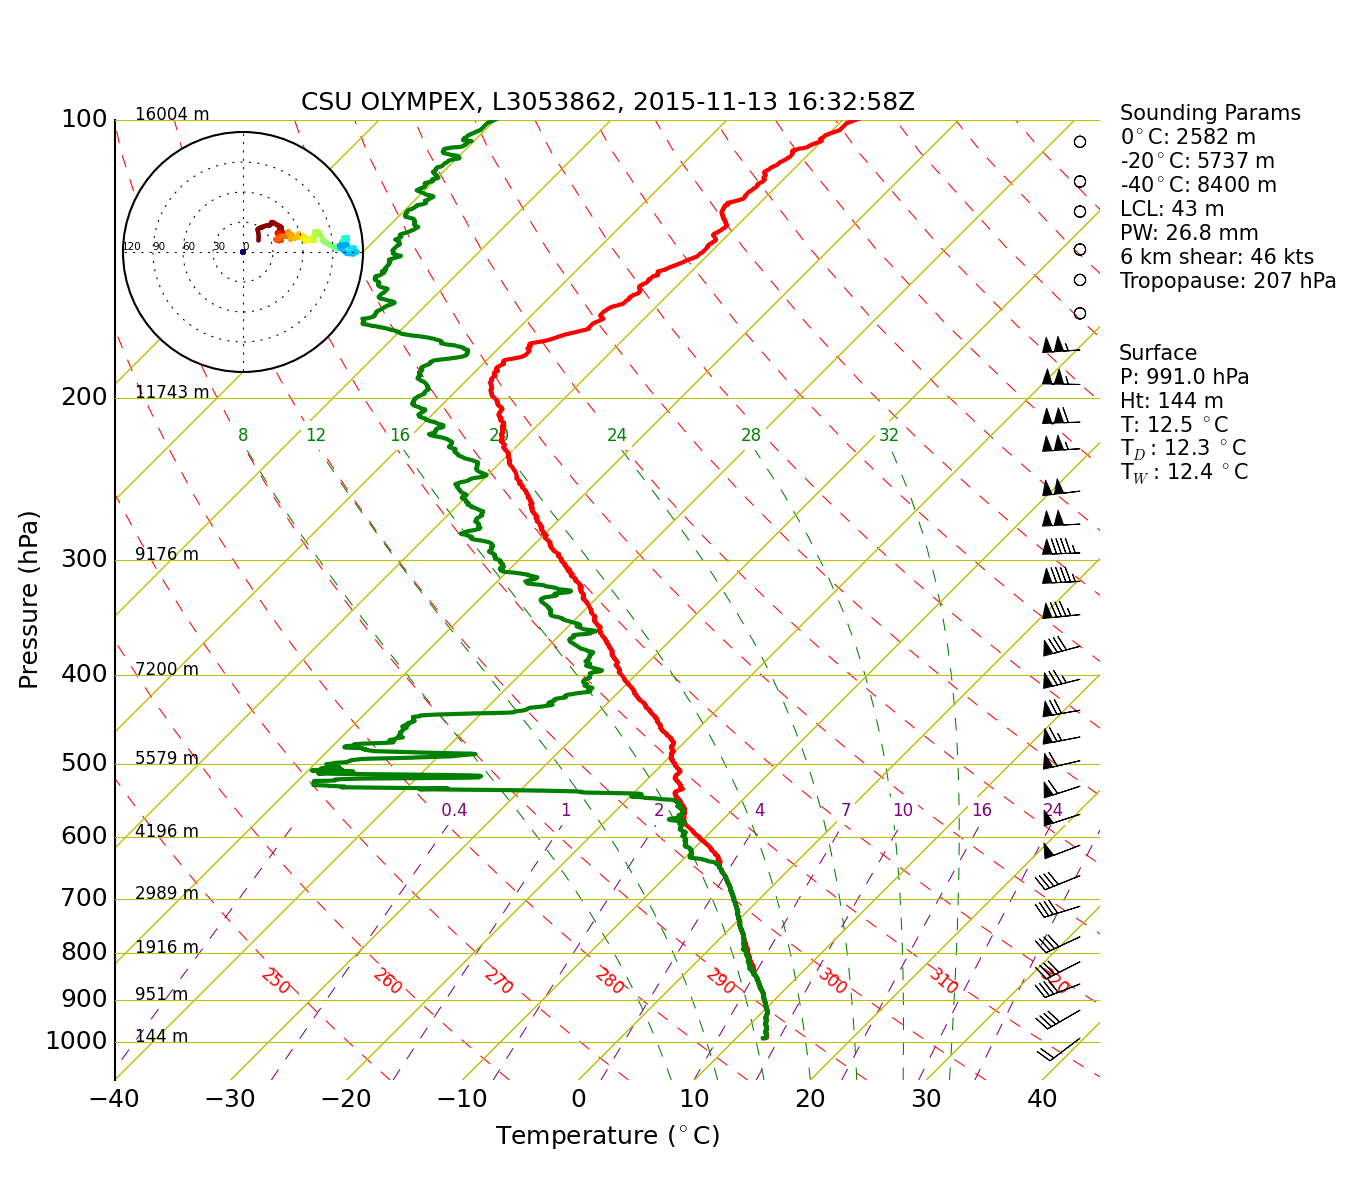 CSU OLYMPEX, L3053862, 2015-11-13 16:32:58Z
Pressure (hPa)
100
200
300
400
500
600
700
800
900
1000
16004 m
11743 m
9176 m
7200 m
5579 m
4196 m
2989 m
1916 m
951 m
144 m
120 90 60 30 0
8 12 16 20 24 28 32
0.4 1 2 4 7 10 16 24
250 260 270 280 290 300 310 320
−40 −30 −20 −10 0 10 20 30 40
Temperature (°C)
Sounding Params
0°C: 2582 m
-20°C: 5737 m
-40°C: 8400 m
LCL: 43 m
PW: 26.8 mm
6 km shear: 46 kts
Tropopause: 207 hPa
Surface
P: 991.0 hPa
Ht: 144 m
T: 12.5 °C
TD : 12.3 °C
TW : 12.4 °C